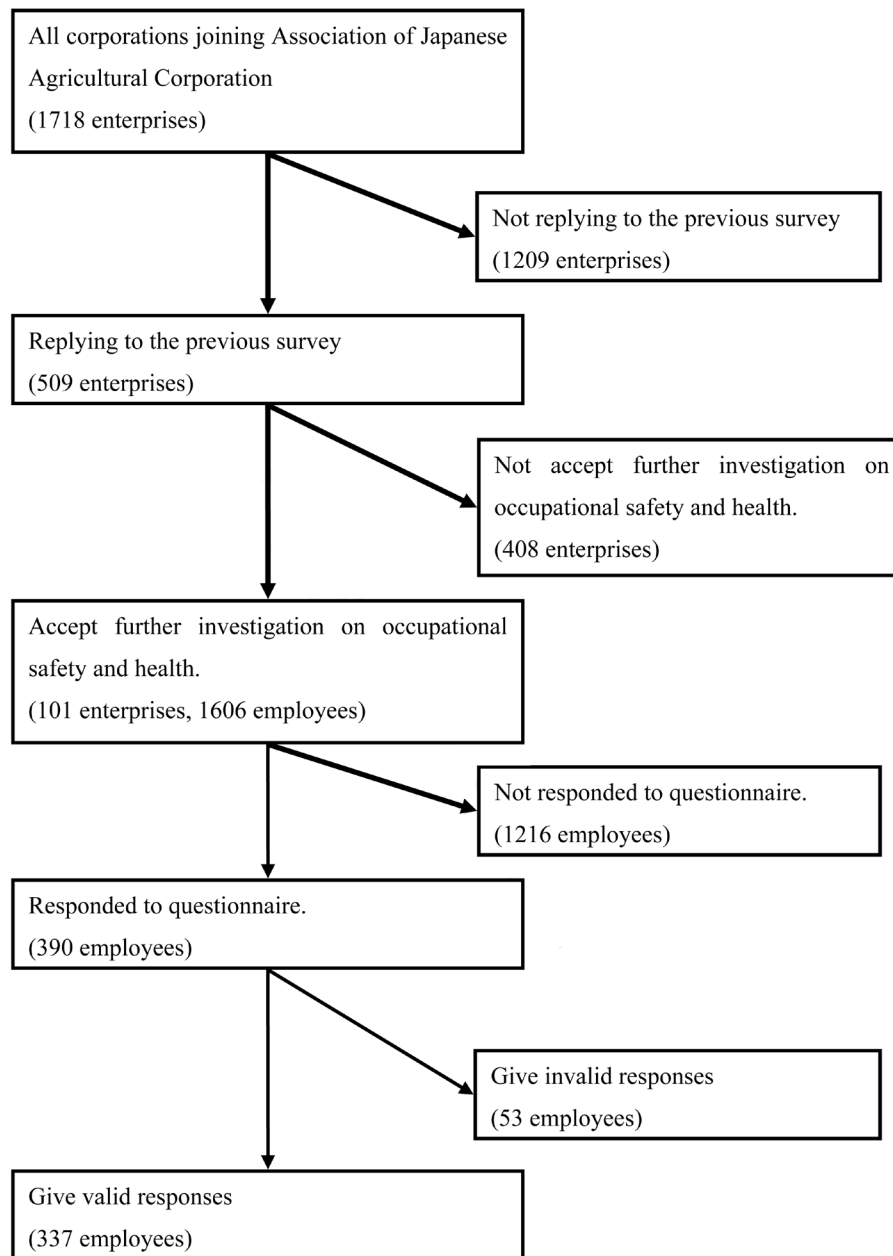 All corporations joining Association of Japanese
Agricultural Corporation
(1718 enterprises)
Not replying to the previous survey
(1209 enterprises)
Replying to the previous survey
(509 enterprises)
Not accept further investigation on
occupational safety and health.
(408 enterprises)
Accept further investigation on occupational
safety and health.
(101 enterprises, 1606 employees)
Not responded to questionnaire.
(1216 employees)
Responded to questionnaire.
(390 employees)
Give invalid responses
(53 employees)
Give valid responses
(337 employees)